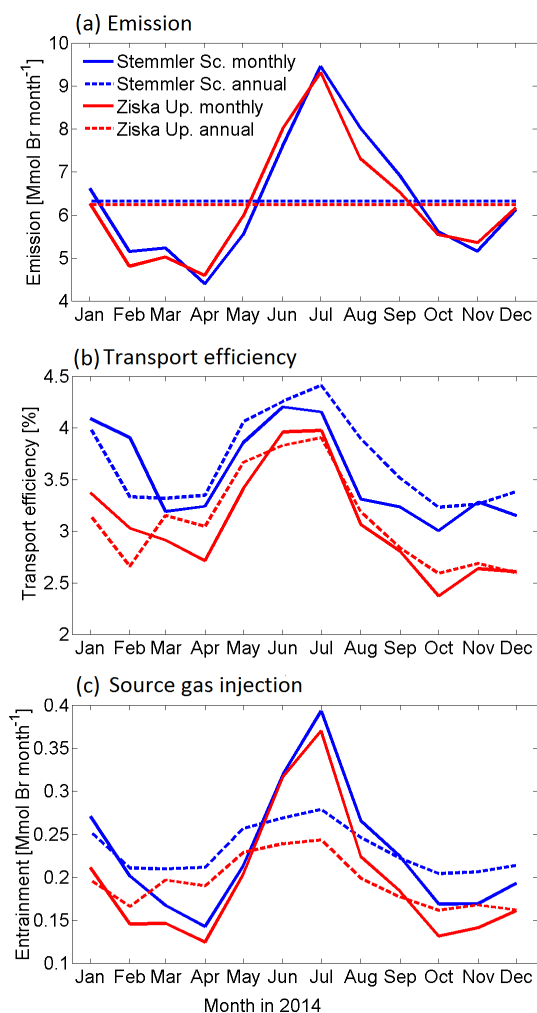 (a) Emission
Emission [Mmol Br month-1]
10
9
8
7
6
5
4
Stemmler Sc. monthly
Stemmler Sc. annual
Ziska Up. monthly
Ziska Up. annual
Jan Feb Mar Apr May Jun Jul Aug Sep Oct Nov Dec
(b) Transport efficiency
Transport efficiency [%]
4.5
4
3.5
3
2.5
2
Jan Feb Mar Apr May Jun Jul Aug Sep Oct Nov Dec
(c) Source gas injection
Entrainment [Mmol Br month-1]
0.4
0.35
0.3
0.25
0.2
0.15
0.1
Jan Feb Mar Apr May Jun Jul Aug Sep Oct Nov Dec
Month in 2014